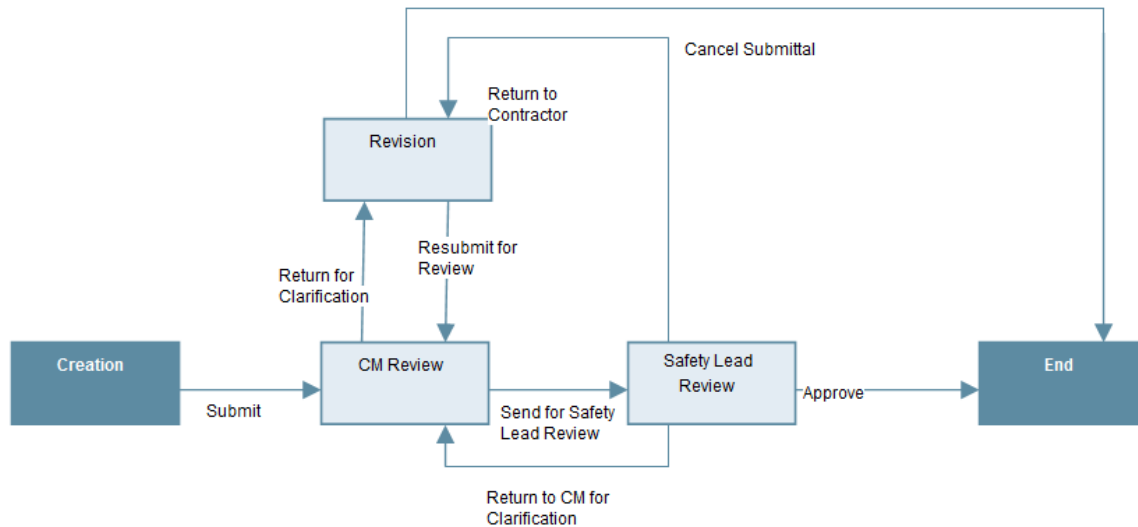 Cancel Submittal
Return to
Contractor
Revision
Resubmit for
Review
Return for
Clarification
Creation
Submit
CM Review
Send for Safety
Lead Review
Safety Lead
Review
Approve
End
Return to CM for
Clarification